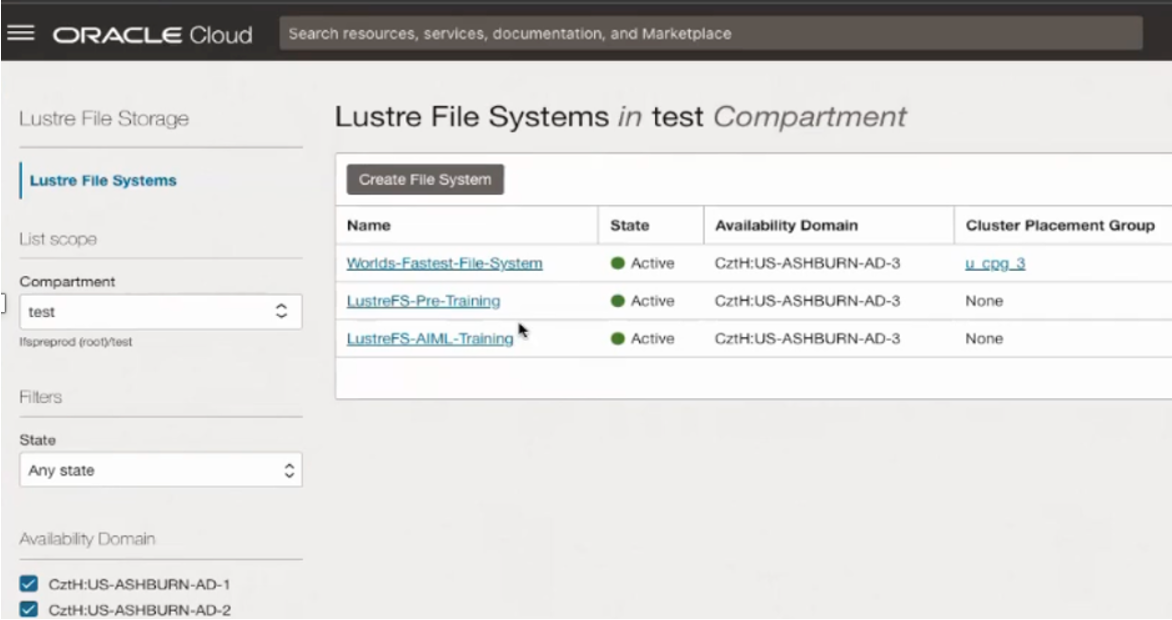 ORACLE Cloud
Search resources, services, documentation, and Marketplace
Lustre File Storage
Lustre File Systems
List scope
Compartment
test
lfspreprod (root)/test
Filters
State
Any state
Availability Domain
CztH:US-ASHBURN-AD-1
CztH:US-ASHBURN-AD-2
Lustre File Systems in test Compartment
Create File System
Name State Availability Domain Cluster Placement Group
Worlds-Fastest-File-System Active CztH:US-ASHBURN-AD-3 u_cpg_3
LustreFS-Pre-Training Active CztH:US-ASHBURN-AD-3 None
LustreFS-AIML-Training Active CztH:US-ASHBURN-AD-3 None